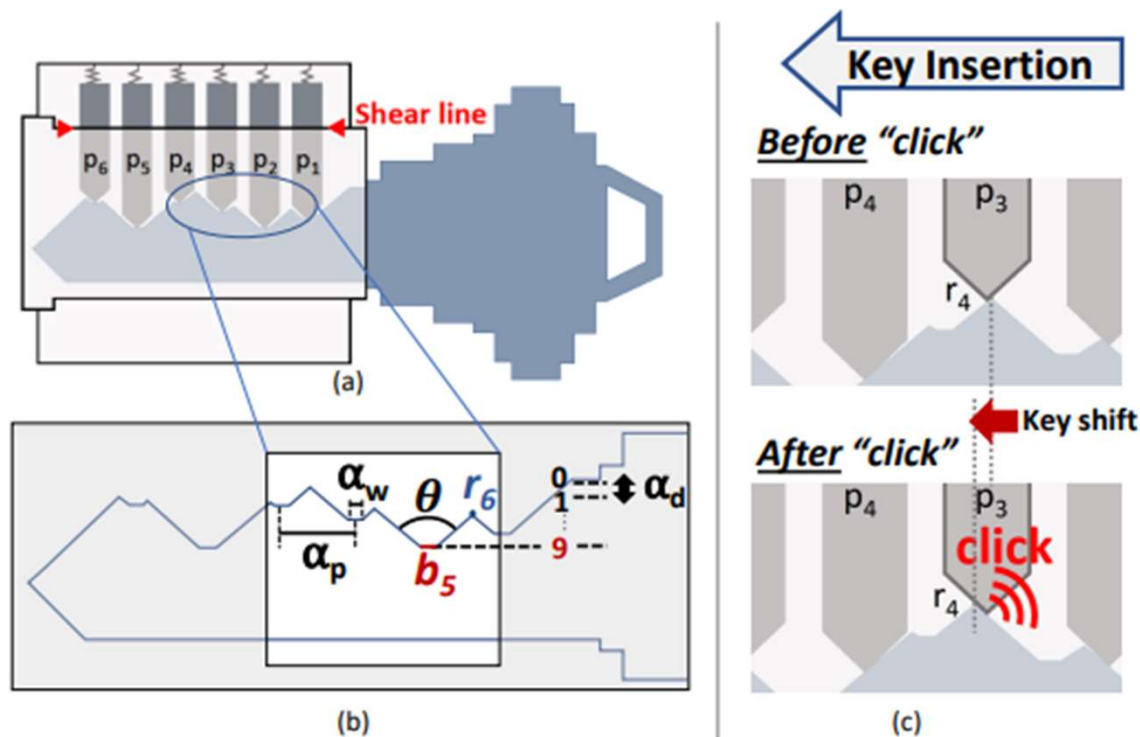 Shear line
p6 p5 p4 p3 p2 p1
(a)
αw
θ
r6
0
1
αd
αp
b5
9
(b)
Key Insertion
Before “click”
p4
p3
r4
Key shift
After “click”
p4
p3
click
r4
(c)